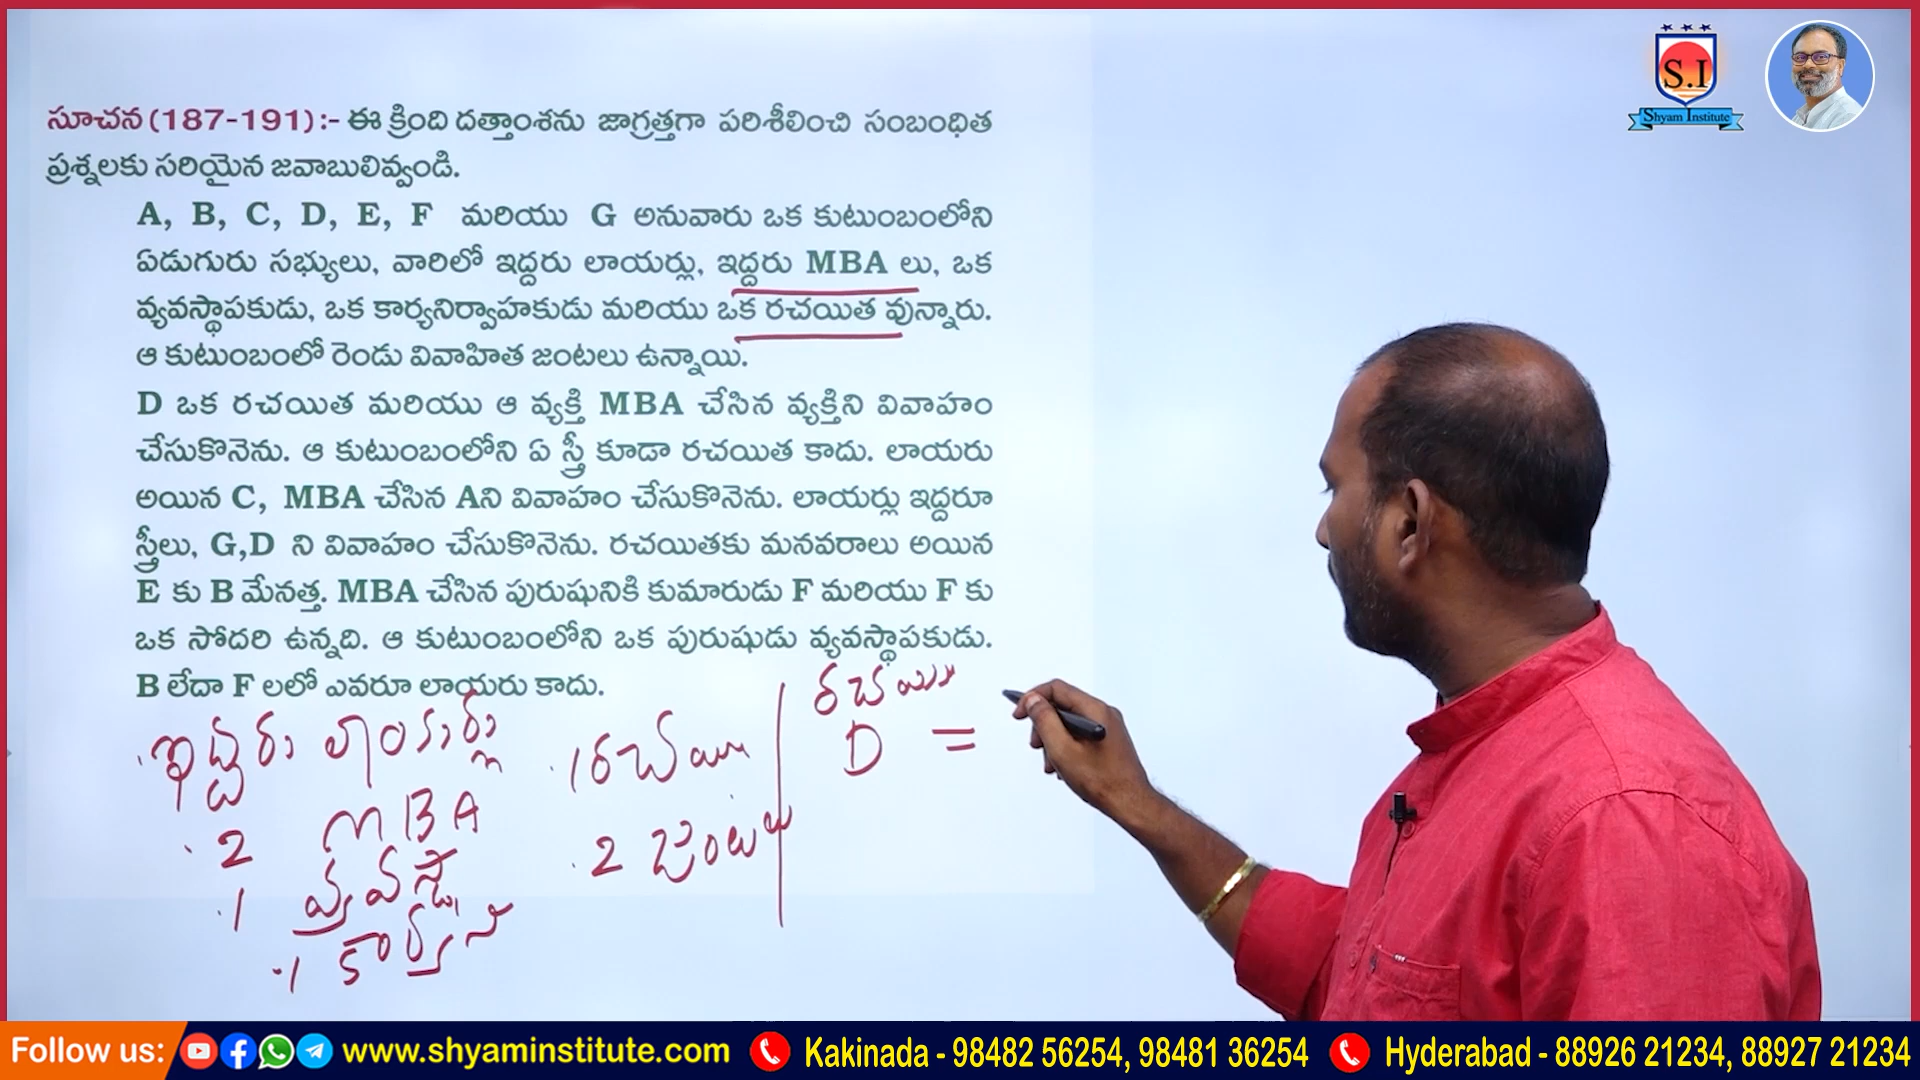 S.I
Shyam Institute
సూచన (187-191) :- ఈ క్రింది దత్తాంశను జాగ్రత్తగా పరిశీలించి సంబంధిత
ప్రశ్నలకు సరియైన జవాబులివ్వండి.
A, B, C, D, E, F మరియు G అనువారు ఒక కుటుంబంలోని
ఏడుగురు సభ్యులు, వారిలో ఇద్దరు లాయర్లు, ఇద్దరు MBA లు, ఒక
వ్యవస్థాపకుడు, ఒక కార్యనిర్వాహకుడు మరియు ఒక రచయిత వున్నారు.
ఆ కుటుంబంలో రెండు వివాహిత జంటలు ఉన్నాయి.
D ఒక రచయిత మరియు ఆ వ్యక్తి MBA చేసిన వ్యక్తిని వివాహం
చేసుకొనెను. ఆ కుటుంబంలోని ఏ స్త్రీ కూడా రచయిత కాదు. లాయరు
అయిన C, MBA చేసిన Aని వివాహం చేసుకొనెను. లాయర్లు ఇద్దరూ
స్త్రీలు, G,D ని వివాహం చేసుకొనెను. రచయితకు మనవరాలు అయిన
E కు B మేనత్త. MBA చేసిన పురుషునికి కుమారుడు F మరియు F కు
ఒక సోదరి ఉన్నది. ఆ కుటుంబంలోని ఒక పురుషుడు వ్యవస్థాపకుడు.
B లేదా F లలో ఎవరూ లాయరు కాదు.
ఇద్దరు లాయర్లు
2 MBA
1 వ్యవస్థా
1 కార్యని
1 రచయి
2 జంటలు
రచయి
D =
Follow us: www.shyaminstitute.com Kakinada - 98482 56254, 98481 36254 Hyderabad - 88926 21234, 88927 21234